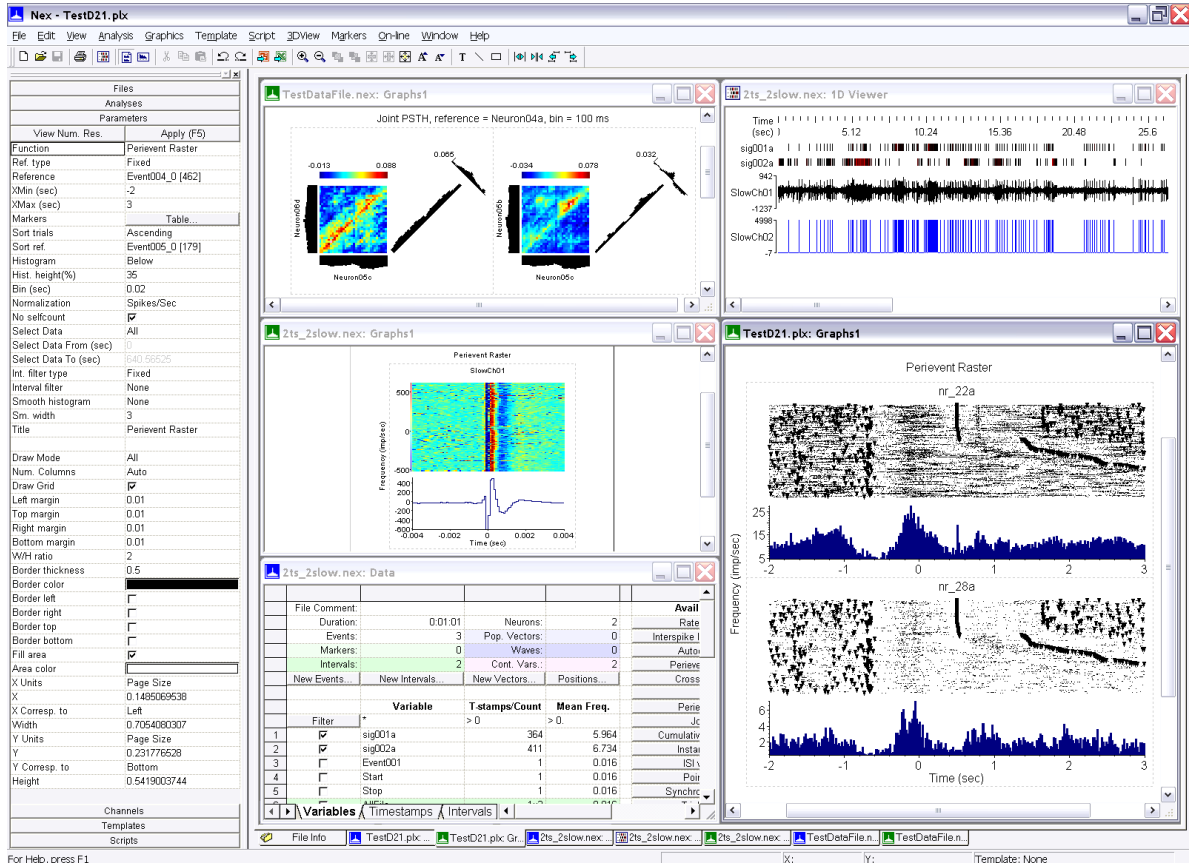 Nex - TestD21.plx
File Edit View Analysis Graphics Template Script 3DView Markers On-line Window Help
Files
Analyses
Parameters
View Num. Res. Apply (F5)
Function Perievent Raster
Ref. type Fixed
Reference Event004_0 [462]
XMin (sec) -2
XMax (sec) 3
Markers Table...
Sort trials Ascending
Sort ref. Event005_0 [179]
Histogram Below
Hist. height(%) 35
Bin (sec) 0.02
Normalization Spikes/Sec
No selfcount
Select Data All
Select Data From (sec) 0
Select Data To (sec) 640.56525
Int. filter type Fixed
Interval filter None
Smooth histogram None
Sm. width 3
Title Perievent Raster
Draw Mode All
Num. Columns Auto
Draw Grid
Left margin 0.01
Top margin 0.01
Right margin 0.01
Bottom margin 0.01
W/H ratio 2
Border thickness 0.5
Border color
Border left
Border right
Border top
Border bottom
Fill area
Area color
X Units Page Size
X 0.1485069538
X Corresp. to Left
Width 0.7054080307
Y Units Page Size
Y 0.231776528
Y Corresp. to Bottom
Height 0.5419003744
Channels
Templates
Scripts
TestDataFile.nex: Graphs1
Joint PSTH, reference = Neuron04a, bin = 100 ms
-0.013 0.088 0.065 -0.034 0.078 0.032
Neuron06d
Neuron05c
Neuron06b
Neuron05c
2ts_2slow.nex: 1D Viewer
Time
(sec) 5.12 10.24 15.36 20.48 25.6
sig001a
sig002a
942
SlowCh01
-1237
4998
SlowCh02
-7
2ts_2slow.nex: Graphs1
Perievent Raster
SlowCh01
500
0
-500
Frequency (imp/sec)
400
200
0
-200
-400
-600
-0.004 -0.002 0 0.002 0.004
Time (sec)
TestD21.plx: Graphs1
Perievent Raster
nr_22a
25
15
5
-2 -1 0 1 2 3
nr_28a
Frequency (imp/sec)
6
4
2
-2 -1 0 1 2 3
Time (sec)
2ts_2slow.nex: Data
File Comment: Avail
Duration: 0:01:01 Neurons: 2 Rate
Events: 3 Pop. Vectors: 0 Interspike I
Markers: 0 Waves: 0 Auto
Intervals: 2 Cont. Vars.: 2 Perieve
New Events... New Intervals... New Vectors... Positions... Cross
Variable T-stamps/Count Mean Freq. Perie
Filter * > 0 > 0. Jo
1 sig001a 364 5.964 Cumulativ
2 sig002a 411 6.734 Instar
3 Event001 1 0.016 ISI v
4 Start 1 0.016 Poir
5 Stop 1 0.016 Synchro
Variables Timestamps Intervals
File Info TestD21.plx: ... TestD21.plx: Gr... 2ts_2slow.nex: ... 2ts_2slow.nex: ... 2ts_2slow.nex: ... TestDataFile.n... TestDataFile.n...
For Help, press F1 X: Y: Template: None